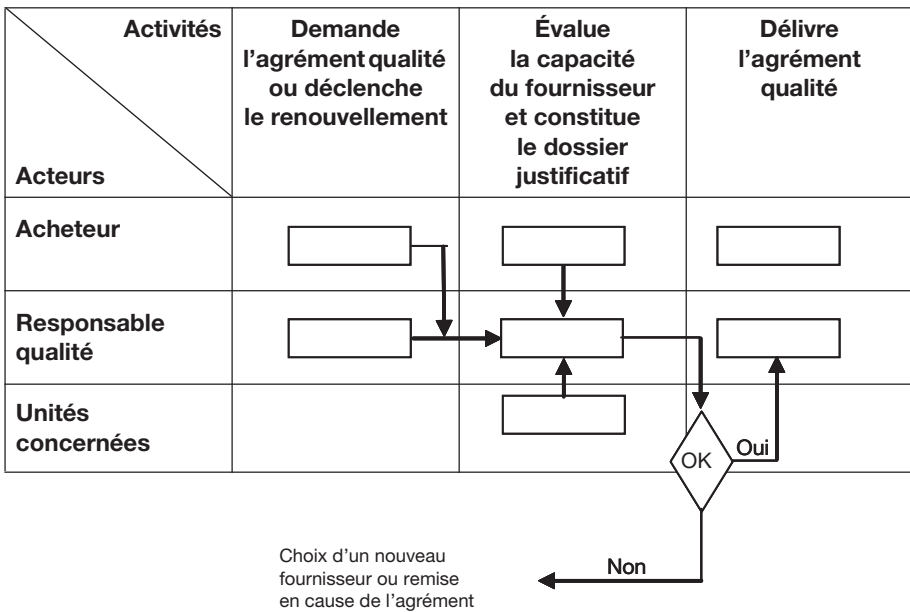 Activités
Acteurs
Demande
l'agrément qualité
ou déclenche
le renouvellement
Évalue
la capacité
du fournisseur
et constitue
le dossier
justificatif
Délivre
l'agrément
qualité
Acheteur
Responsable
qualité
Unités
concernées
OK
Oui
Non
Choix d'un nouveau
fournisseur ou remise
en cause de l'agrément